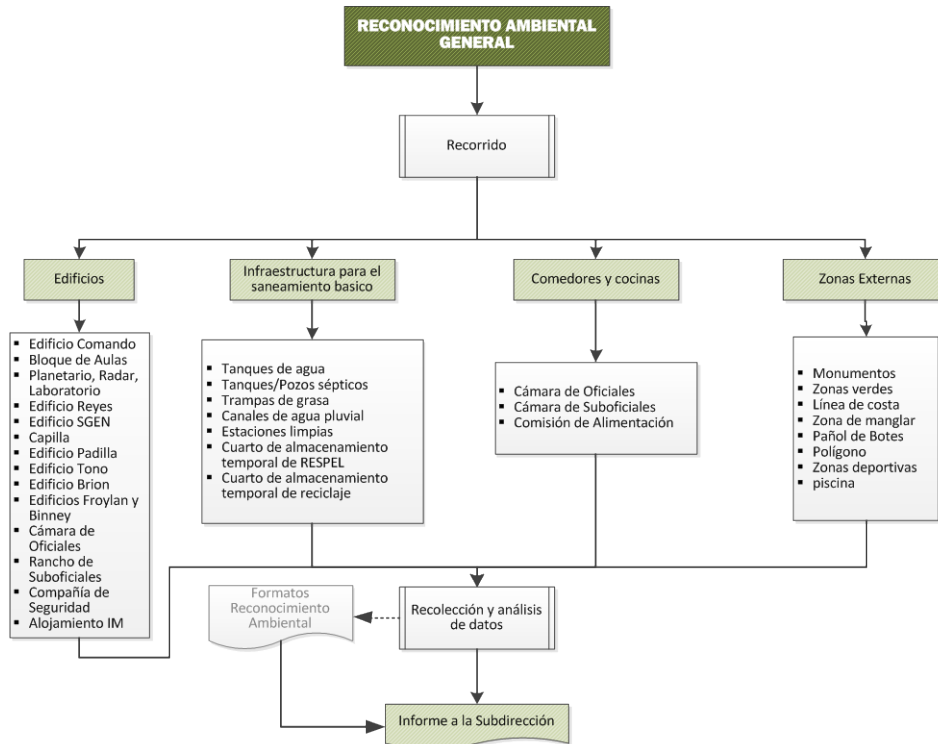 RECONOCIMIENTO AMBIENTAL
GENERAL
Recorrido
Edificios
Infraestructura para el
saneamiento basico
Comedores y cocinas
Zonas Externas
▪ Edificio Comando
▪ Bloque de Aulas
▪ Planetario, Radar,
Laboratorio
▪ Edificio Reyes
▪ Edificio SGEN
▪ Capilla
▪ Edificio Padilla
▪ Edificio Tono
▪ Edificio Brion
▪ Edificios Froylan y
Binney
▪ Cámara de
Oficiales
▪ Rancho de
Suboficiales
▪ Compañía de
Seguridad
▪ Alojamiento IM
▪ Tanques de agua
▪ Tanques/Pozos sépticos
▪ Trampas de grasa
▪ Canales de agua pluvial
▪ Estaciones limpias
▪ Cuarto de almacenamiento
temporal de RESPEL
▪ Cuarto de almacenamiento
temporal de reciclaje
▪ Cámara de Oficiales
▪ Cámara de Suboficiales
▪ Comisión de Alimentación
▪ Monumentos
▪ Zonas verdes
▪ Línea de costa
▪ Zona de manglar
▪ Pañol de Botes
▪ Polígono
▪ Zonas deportivas
▪ piscina
Formatos
Reconocimiento
Ambiental
Recolección y análisis
de datos
Informe a la Subdirección